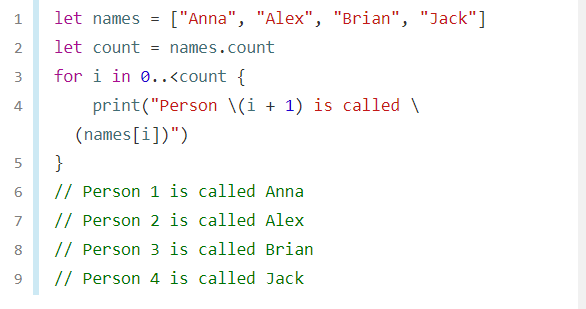 1 let names = ["Anna", "Alex", "Brian", "Jack"]
2 let count = names.count
3 for i in 0..<count {
4     print("Person \(i + 1) is called \
  (names[i])")
5 }
6 // Person 1 is called Anna
7 // Person 2 is called Alex
8 // Person 3 is called Brian
9 // Person 4 is called Jack